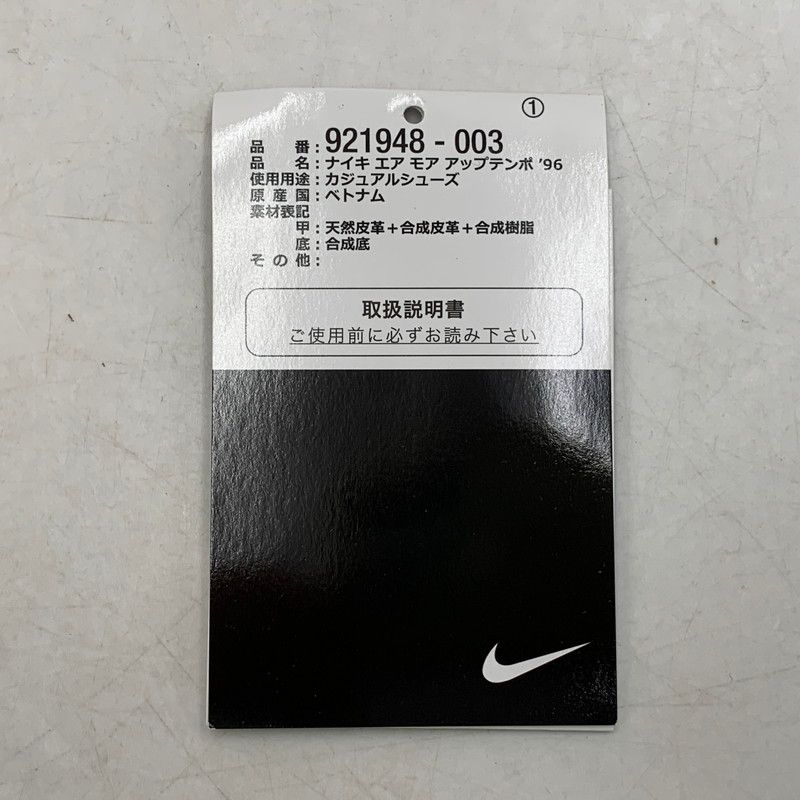 ①
品番：921948 - 003
品名：ナイキ エア モア アップテンポ '96
使用用途：カジュアルシューズ
原産国：ベトナム
素材表記
甲：天然皮革＋合成皮革＋合成樹脂
底：合成底
その他：
取扱説明書
ご使用前に必ずお読み下さい